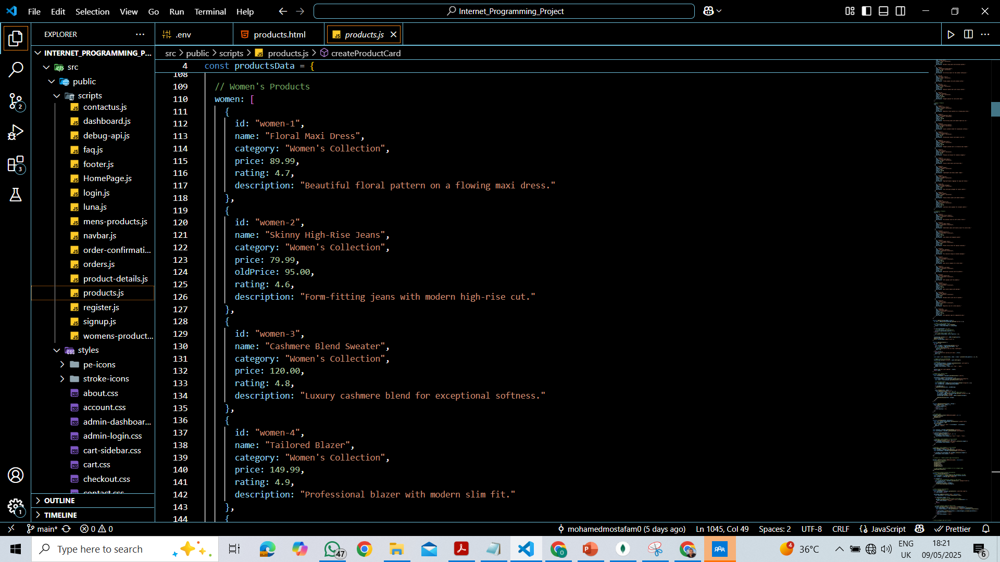 File Edit Selection View Go Run Terminal Help
Internet_Programming_Project
EXPLORER
.env
products.html
products.js
INTERNET_PROGRAMMING_P...
src > public > scripts > products.js > createProductCard
src
public
scripts
contactus.js
dashboard.js
debug-api.js
faq.js
footer.js
HomePage.js
login.js
luna.js
mens-products.js
navbar.js
order-confirmati...
orders.js
product-details.js
products.js
register.js
signup.js
womens-product...
styles
pe-icons
stroke-icons
about.css
account.css
admin-dashboar...
admin-login.css
cart-sidebar.css
cart.css
checkout.css
contact.css
OUTLINE
TIMELINE
2
3
1
4 const productsData = {
108
109 // Women's Products
110 women: [
111 {
112 id: "women-1",
113 name: "Floral Maxi Dress",
114 category: "Women's Collection",
115 price: 89.99,
116 rating: 4.7,
117 description: "Beautiful floral pattern on a flowing maxi dress."
118 },
119 {
120 id: "women-2",
121 name: "Skinny High-Rise Jeans",
122 category: "Women's Collection",
123 price: 79.99,
124 oldPrice: 95.00,
125 rating: 4.6,
126 description: "Form-fitting jeans with modern high-rise cut."
127 },
128 {
129 id: "women-3",
130 name: "Cashmere Blend Sweater",
131 category: "Women's Collection",
132 price: 120.00,
133 rating: 4.8,
134 description: "Luxury cashmere blend for exceptional softness."
135 },
136 {
137 id: "women-4",
138 name: "Tailored Blazer",
139 category: "Women's Collection",
140 price: 149.99,
141 rating: 4.9,
142 description: "Professional blazer with modern slim fit."
143 },
144 {
main* 0 0 mohamedmostafam0 (5 days ago) Ln 1045, Col 49 Spaces: 2 UTF-8 CRLF {} JavaScript Prettier
Type here to search
47
4
36°C
ENG
UK
18:21
09/05/2025
6